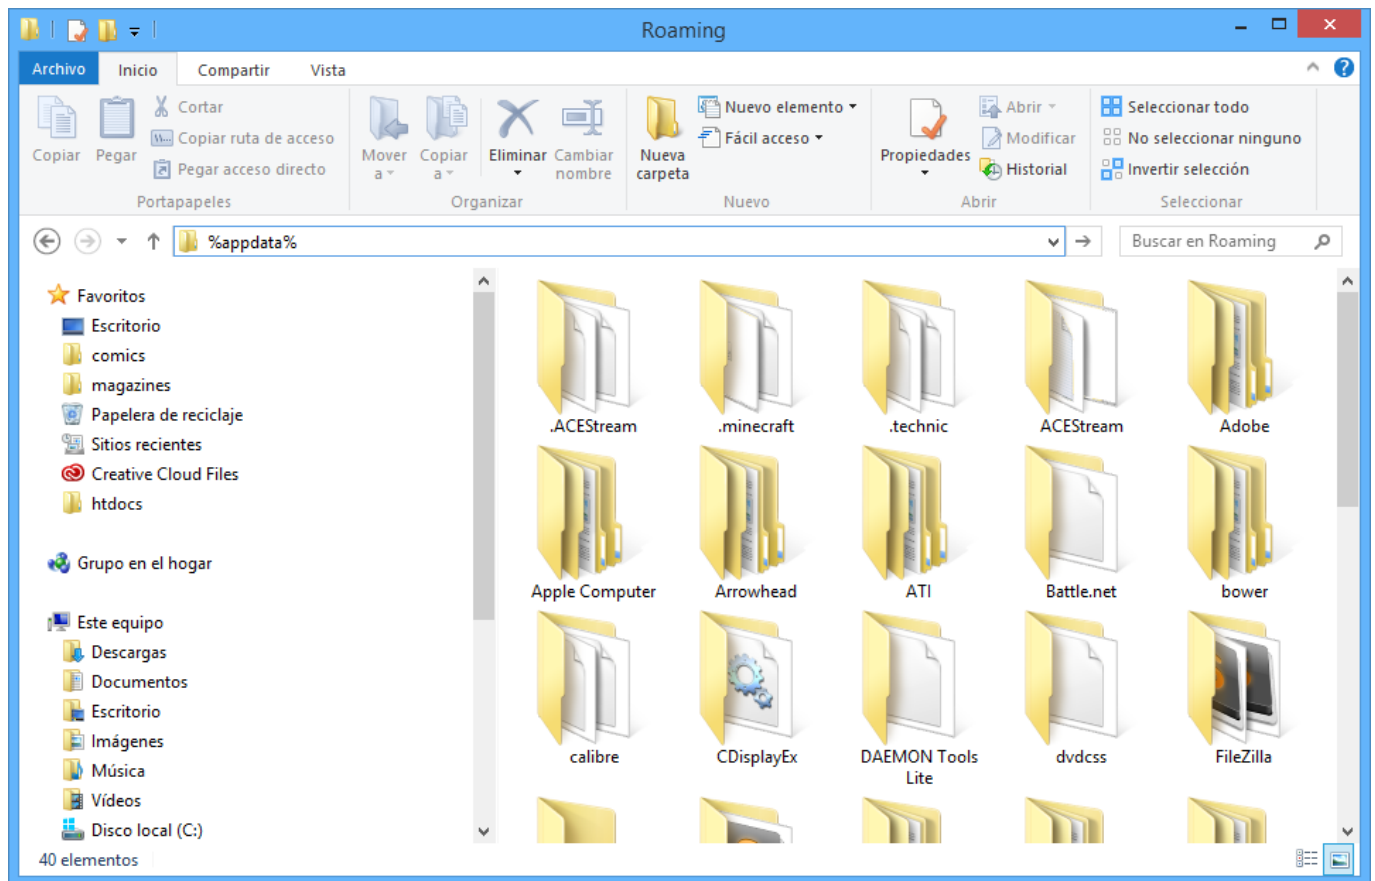 Roaming
Archivo Inicio Compartir Vista
Copiar
Pegar
Cortar
Copiar ruta de acceso
Pegar acceso directo
Portapapeles
Mover a
Copiar a
Eliminar
Cambiar nombre
Organizar
Nueva carpeta
Nuevo elemento
Fácil acceso
Nuevo
Propiedades
Abrir
Modificar
Historial
Abrir
Seleccionar todo
No seleccionar ninguno
Invertir selección
Seleccionar
%appdata%
Buscar en Roaming
Favoritos
Escritorio
comics
magazines
Papelera de reciclaje
Sitios recientes
Creative Cloud Files
htdocs
Grupo en el hogar
Este equipo
Descargas
Documentos
Escritorio
Imágenes
Música
Vídeos
Disco local (C:)
.ACEStream .minecraft .technic ACEStream Adobe
Apple Computer Arrowhead ATI Battle.net bower
calibre CDisplayEx DAEMON Tools Lite dvdcss FileZilla
40 elementos